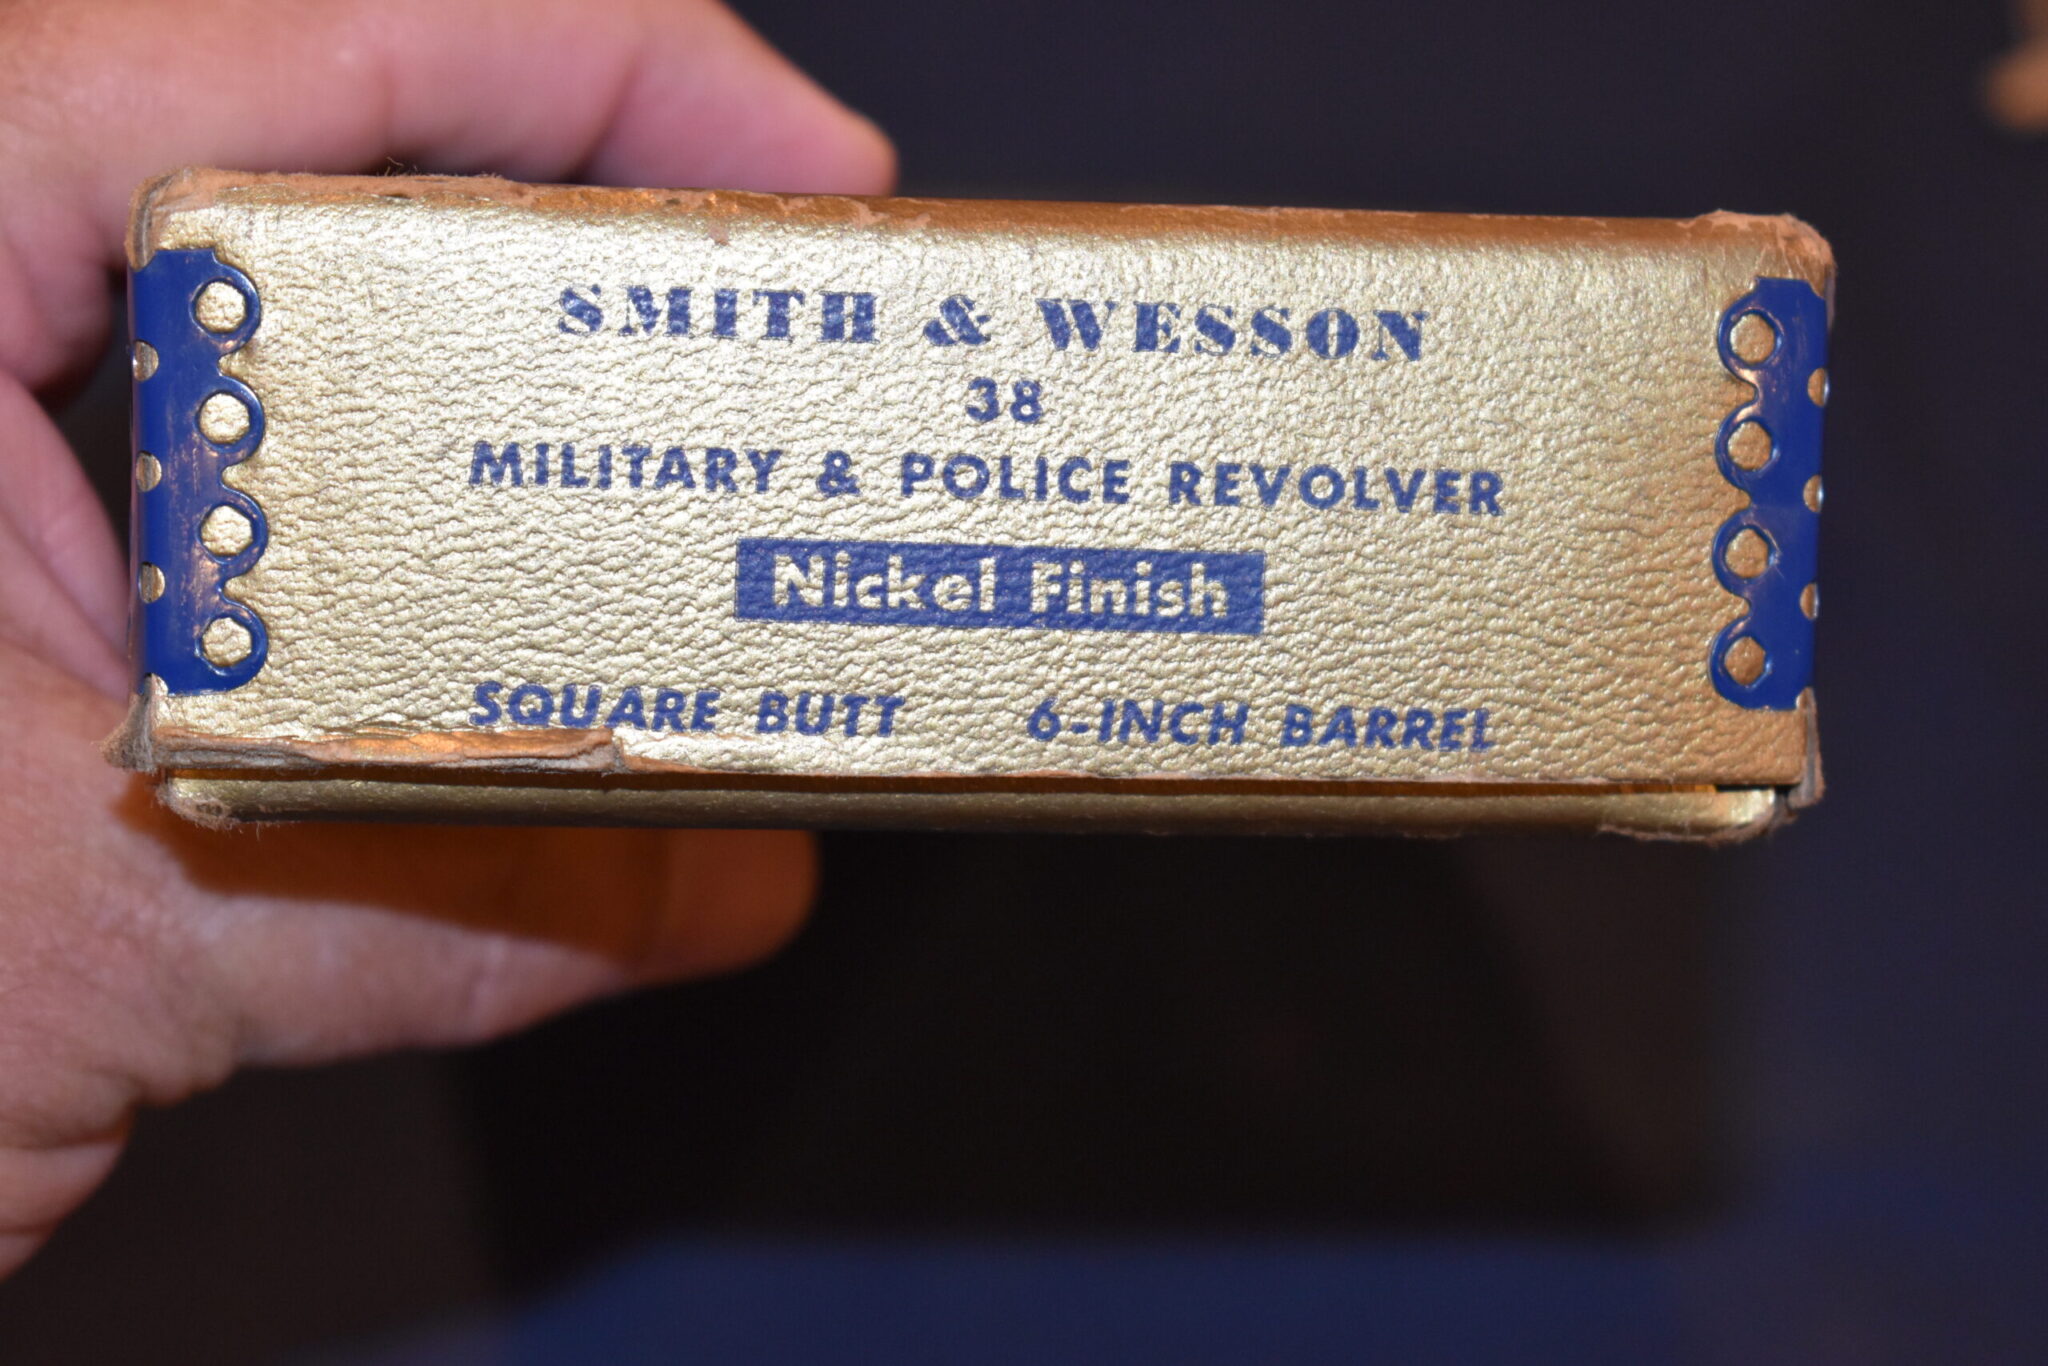 SMITH & WESSON
38
MILITARY & POLICE REVOLVER
Nickel Finish
SQUARE BUTT 6-INCH BARREL